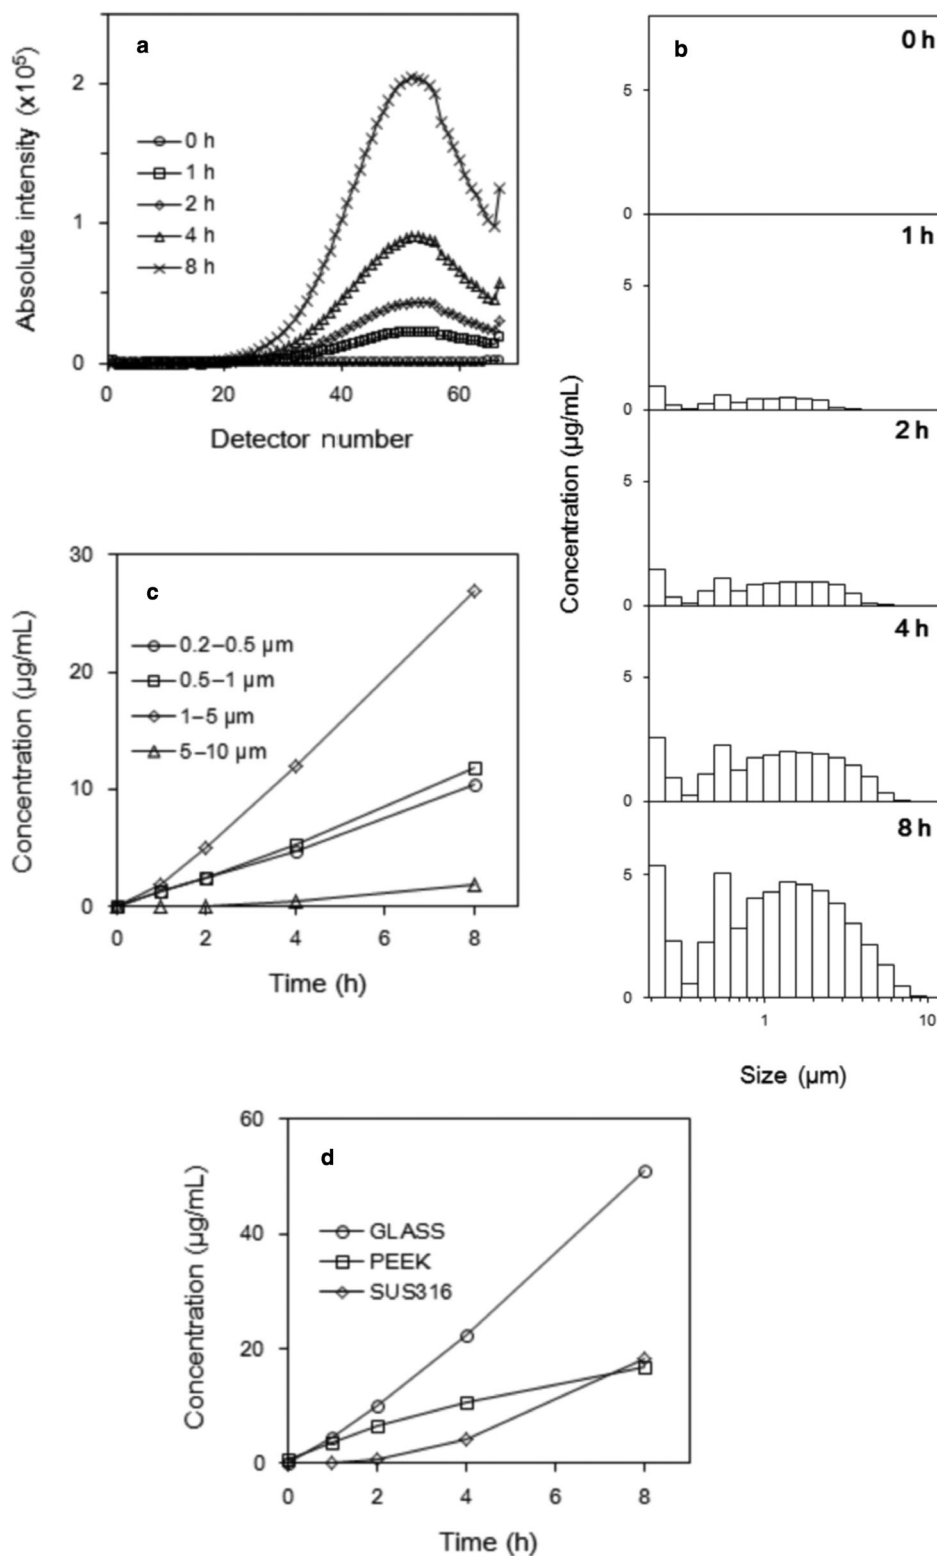 a
Absolute intensity (x10⁵)
2
1
0
0 h
1 h
2 h
4 h
8 h
0 20 40 60
Detector number
b
0 h
5
0
1 h
5
0
2 h
5
0
4 h
5
0
8 h
5
0
Concentration (µg/mL)
1 10
Size (µm)
c
Concentration (µg/mL)
30
20
10
0
0.2–0.5 µm
0.5–1 µm
1–5 µm
5–10 µm
0 2 4 6 8
Time (h)
d
Concentration (µg/mL)
60
40
20
0
GLASS
PEEK
SUS316
0 2 4 6 8
Time (h)